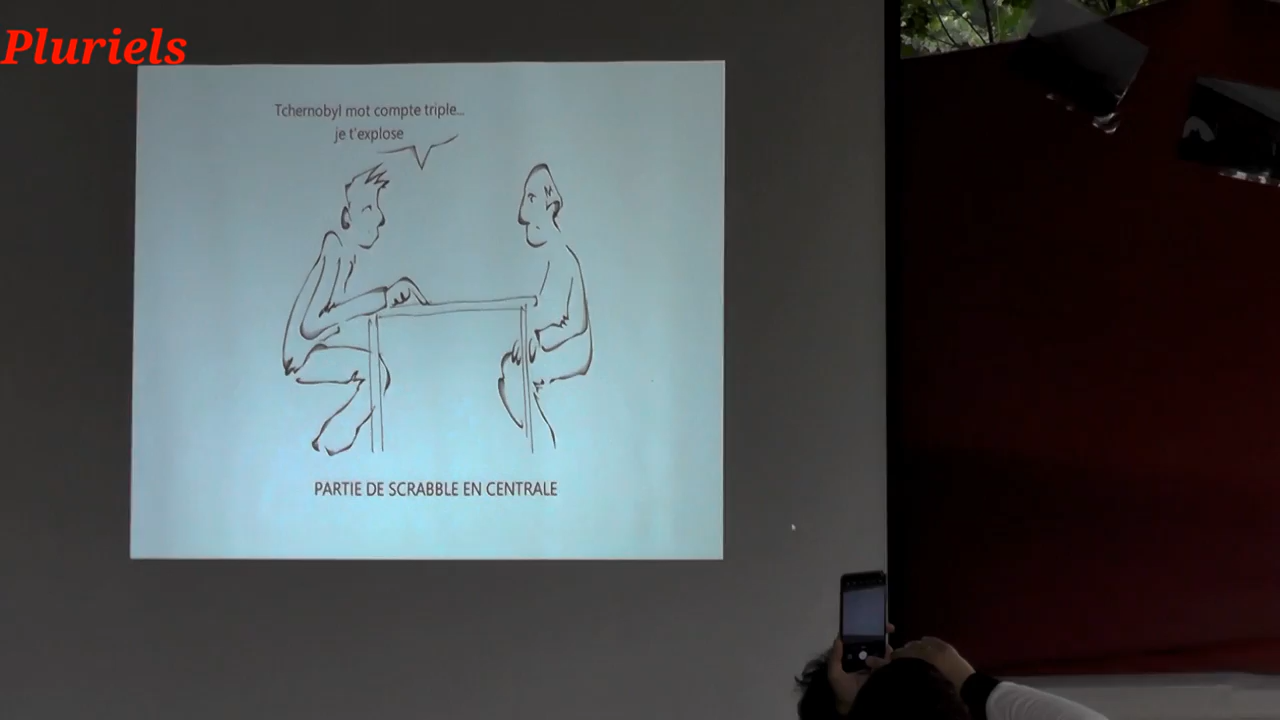 Pluriels
Tchernobyl mot compte triple...
je t'explose
PARTIE DE SCRABBLE EN CENTRALE